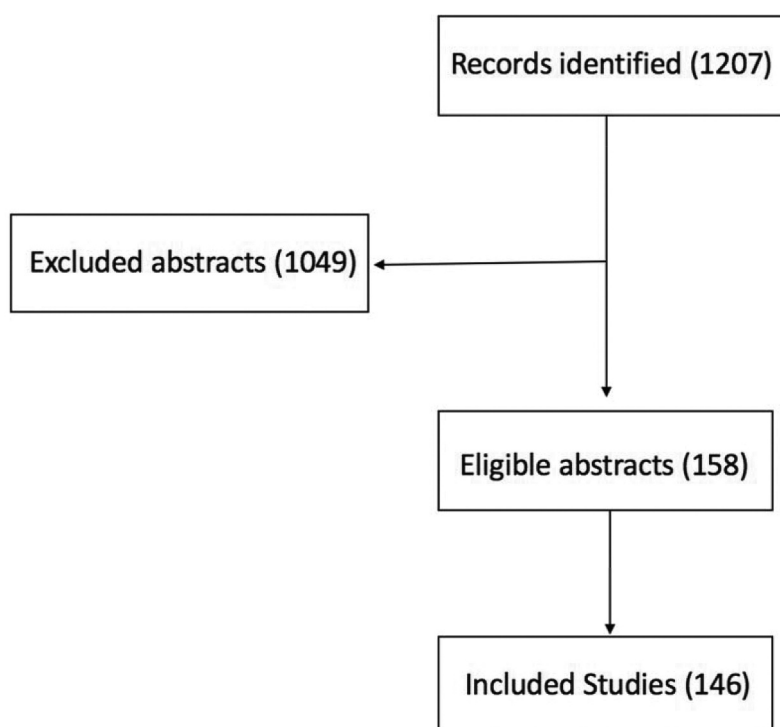 Records identified (1207)
Excluded abstracts (1049)
Eligible abstracts (158)
Included Studies (146)